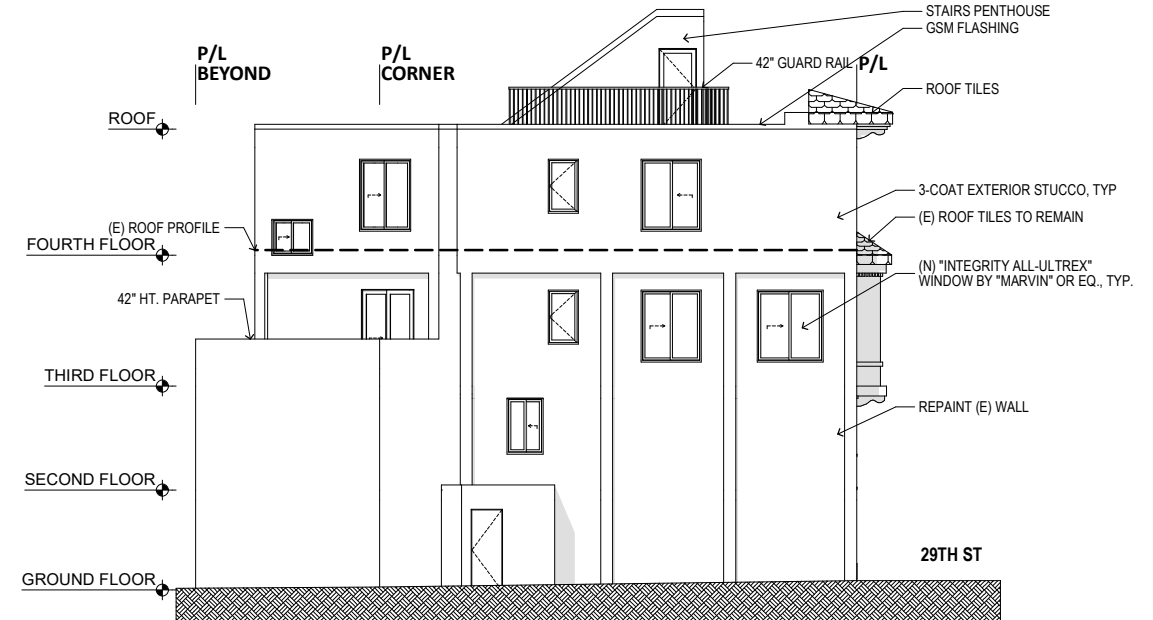 STAIRS PENTHOUSE
GSM FLASHING
P/L
BEYOND
P/L
CORNER
42" GUARD RAIL
P/L
ROOF TILES
ROOF
3-COAT EXTERIOR STUCCO, TYP
(E) ROOF TILES TO REMAIN
(E) ROOF PROFILE
FOURTH FLOOR
(N) "INTEGRITY ALL-ULTREX"
WINDOW BY "MARVIN" OR EQ., TYP.
42" HT. PARAPET
THIRD FLOOR
REPAINT (E) WALL
SECOND FLOOR
29TH ST
GROUND FLOOR